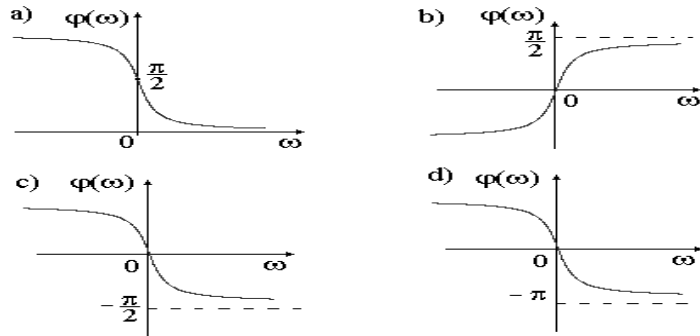 a) φ(ω)
π/2
0 ω
b) φ(ω)
π/2
0 ω
c) φ(ω)
0 ω
-π/2
d) φ(ω)
0 ω
-π